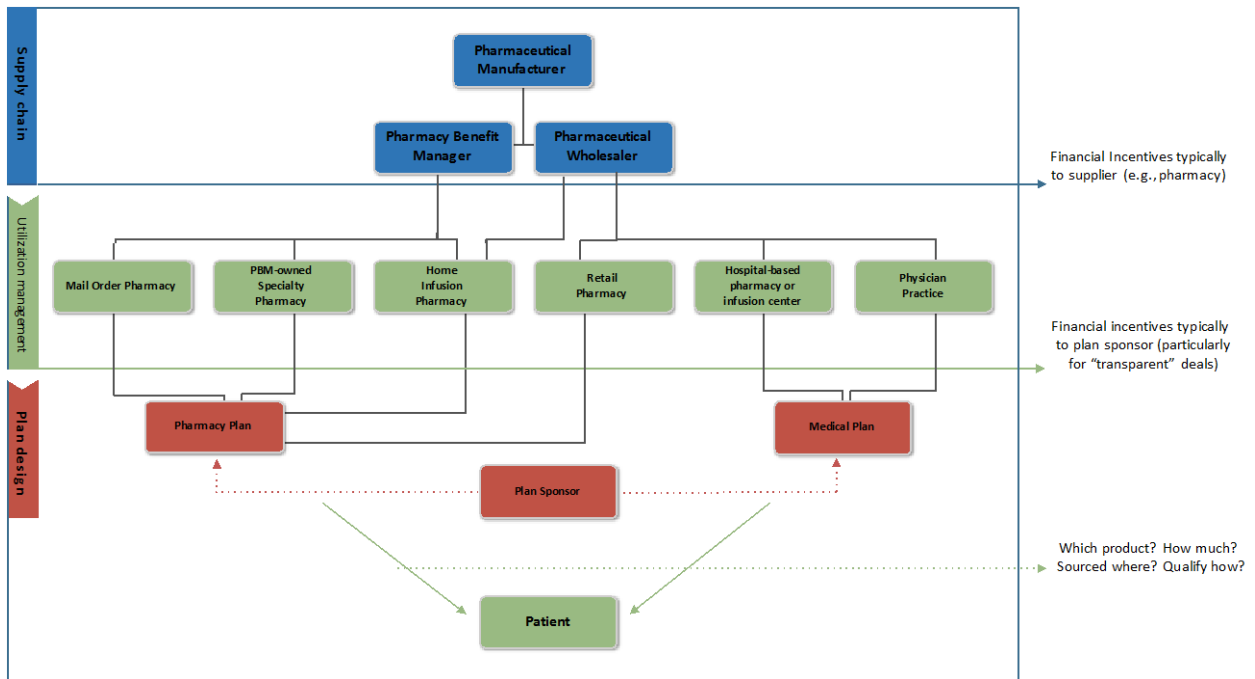 Supply chain
Pharmaceutical
Manufacturer
Pharmacy Benefit
Manager
Pharmaceutical
Wholesaler
Financial Incentives typically
to supplier (e.g., pharmacy)
Utilization management
Mail Order Pharmacy
PBM-owned
Specialty
Pharmacy
Home
Infusion
Pharmacy
Retail
Pharmacy
Hospital-based
pharmacy or
infusion center
Physician
Practice
Financial incentives typically
to plan sponsor (particularly
for “transparent” deals)
Plan design
Pharmacy Plan
Medical Plan
Plan Sponsor
Which product? How much?
Sourced where? Qualify how?
Patient